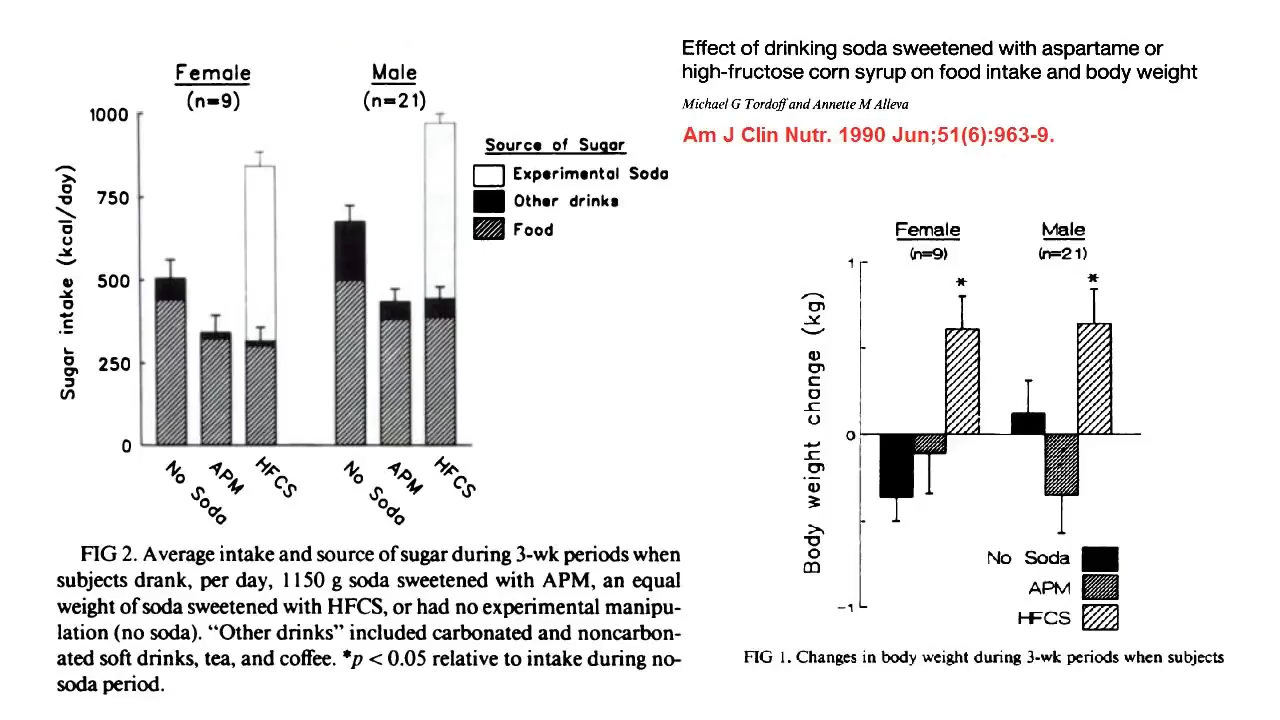 Female
(n=9)
Male
(n=21)
1000
750
500
250
0
Sugar intake (kcal/day)
Source of Sugar
Experimental Soda
Other drinks
Food
No Soda
APM
HFCS
No Soda
APM
HFCS
FIG 2. Average intake and source of sugar during 3-wk periods when
subjects drank, per day, 1150 g soda sweetened with APM, an equal
weight of soda sweetened with HFCS, or had no experimental manipu-
lation (no soda). “Other drinks” included carbonated and noncarbon-
ated soft drinks, tea, and coffee. *p < 0.05 relative to intake during no-
soda period.
Effect of drinking soda sweetened with aspartame or
high-fructose corn syrup on food intake and body weight
Michael G Tordoff and Annette M Alleva
Am J Clin Nutr. 1990 Jun;51(6):963-9.
Female
(n=9)
Male
(n=21)
1
0
-1
Body weight change (kg)
*
*
No Soda
APM
HFCS
FIG 1. Changes in body weight during 3-wk periods when subjects